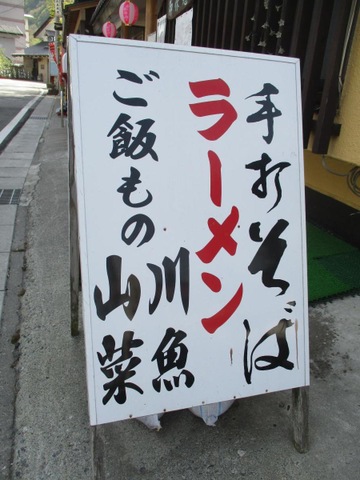 手打そば
ラーメン
ご飯もの
川魚
山菜